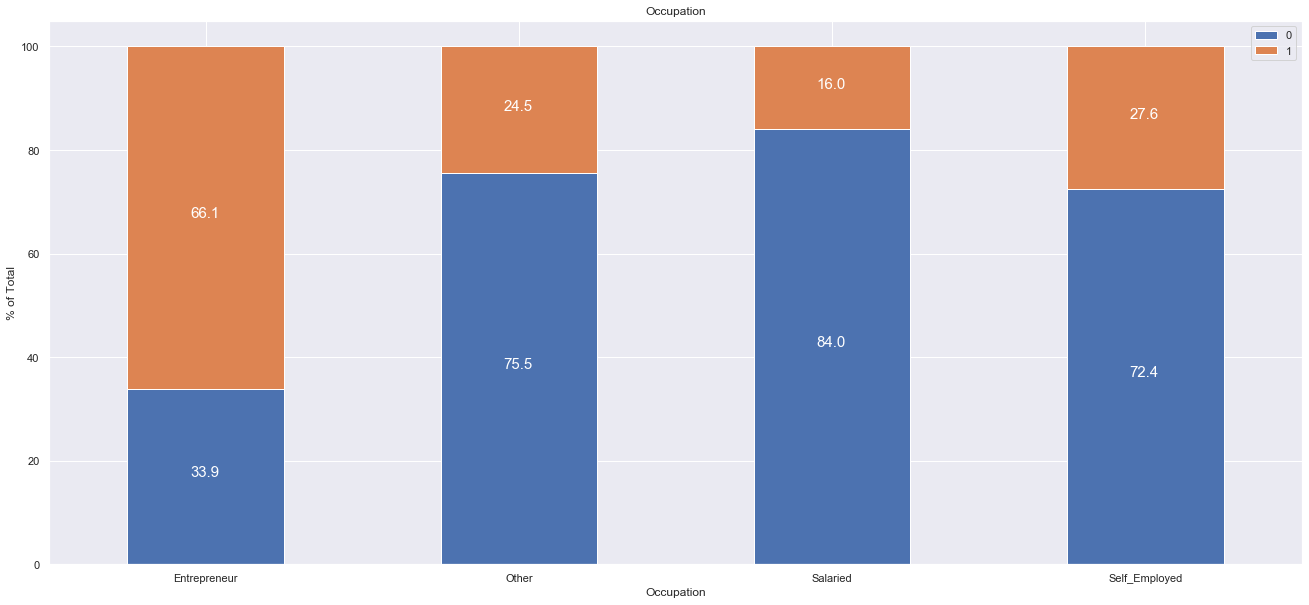 Occupation
0
1
100
80
60
40
20
0
% of Total
66.1
33.9
24.5
75.5
16.0
84.0
27.6
72.4
Entrepreneur
Other
Salaried
Self_Employed
Occupation